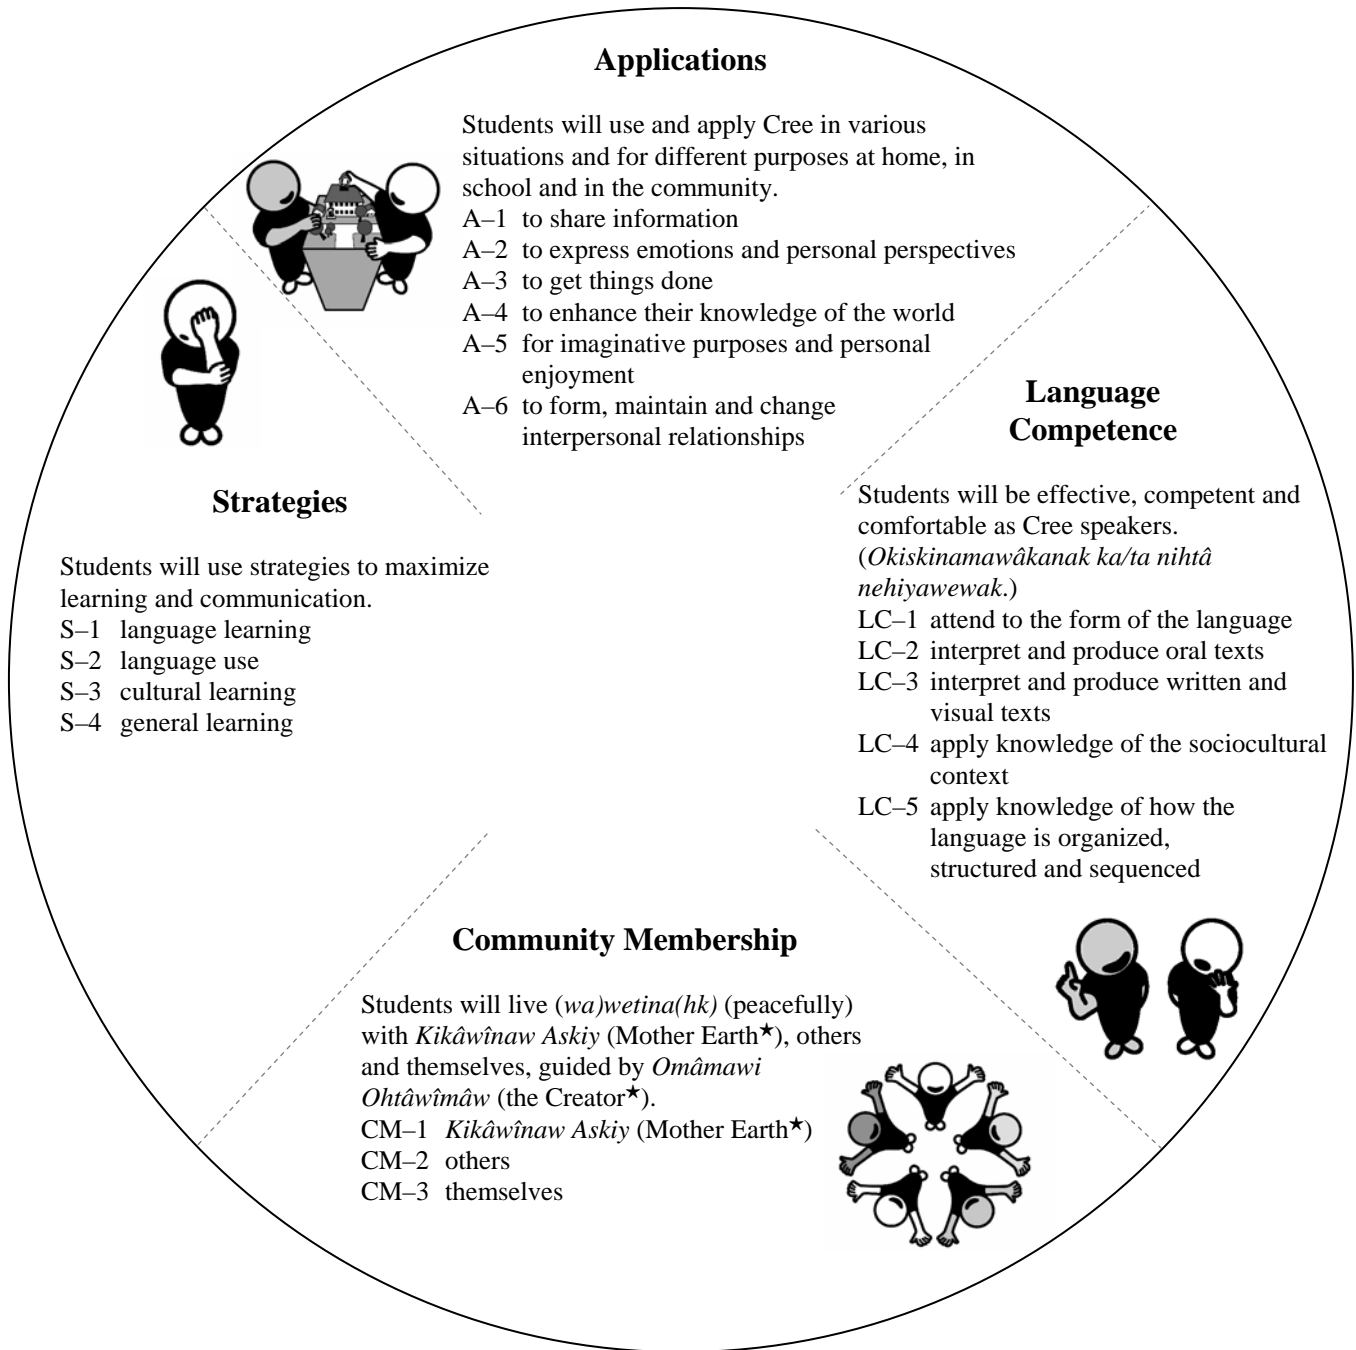 Applications
Students will use and apply Cree in various
situations and for different purposes at home, in
school and in the community.
A–1 to share information
A–2 to express emotions and personal perspectives
A–3 to get things done
A–4 to enhance their knowledge of the world
A–5 for imaginative purposes and personal
enjoyment
A–6 to form, maintain and change
interpersonal relationships
Language
Competence
Students will be effective, competent and
comfortable as Cree speakers.
(Okiskinamawâkanak ka/ta nihtâ
nehiyawewak.)
LC–1 attend to the form of the language
LC–2 interpret and produce oral texts
LC–3 interpret and produce written and
visual texts
LC–4 apply knowledge of the sociocultural
context
LC–5 apply knowledge of how the
language is organized,
structured and sequenced
Strategies
Students will use strategies to maximize
learning and communication.
S–1 language learning
S–2 language use
S–3 cultural learning
S–4 general learning
Community Membership
Students will live (wa)wetina(hk) (peacefully)
with Kikâwînaw Askiy (Mother Earth★), others
and themselves, guided by Omâmawi
Ohtâwîmâw (the Creator★).
CM–1 Kikâwînaw Askiy (Mother Earth★)
CM–2 others
CM–3 themselves